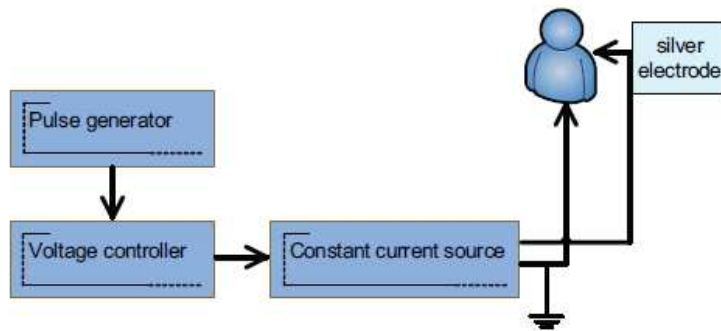 silver
electrode
Pulse generator
Voltage controller
Constant current source